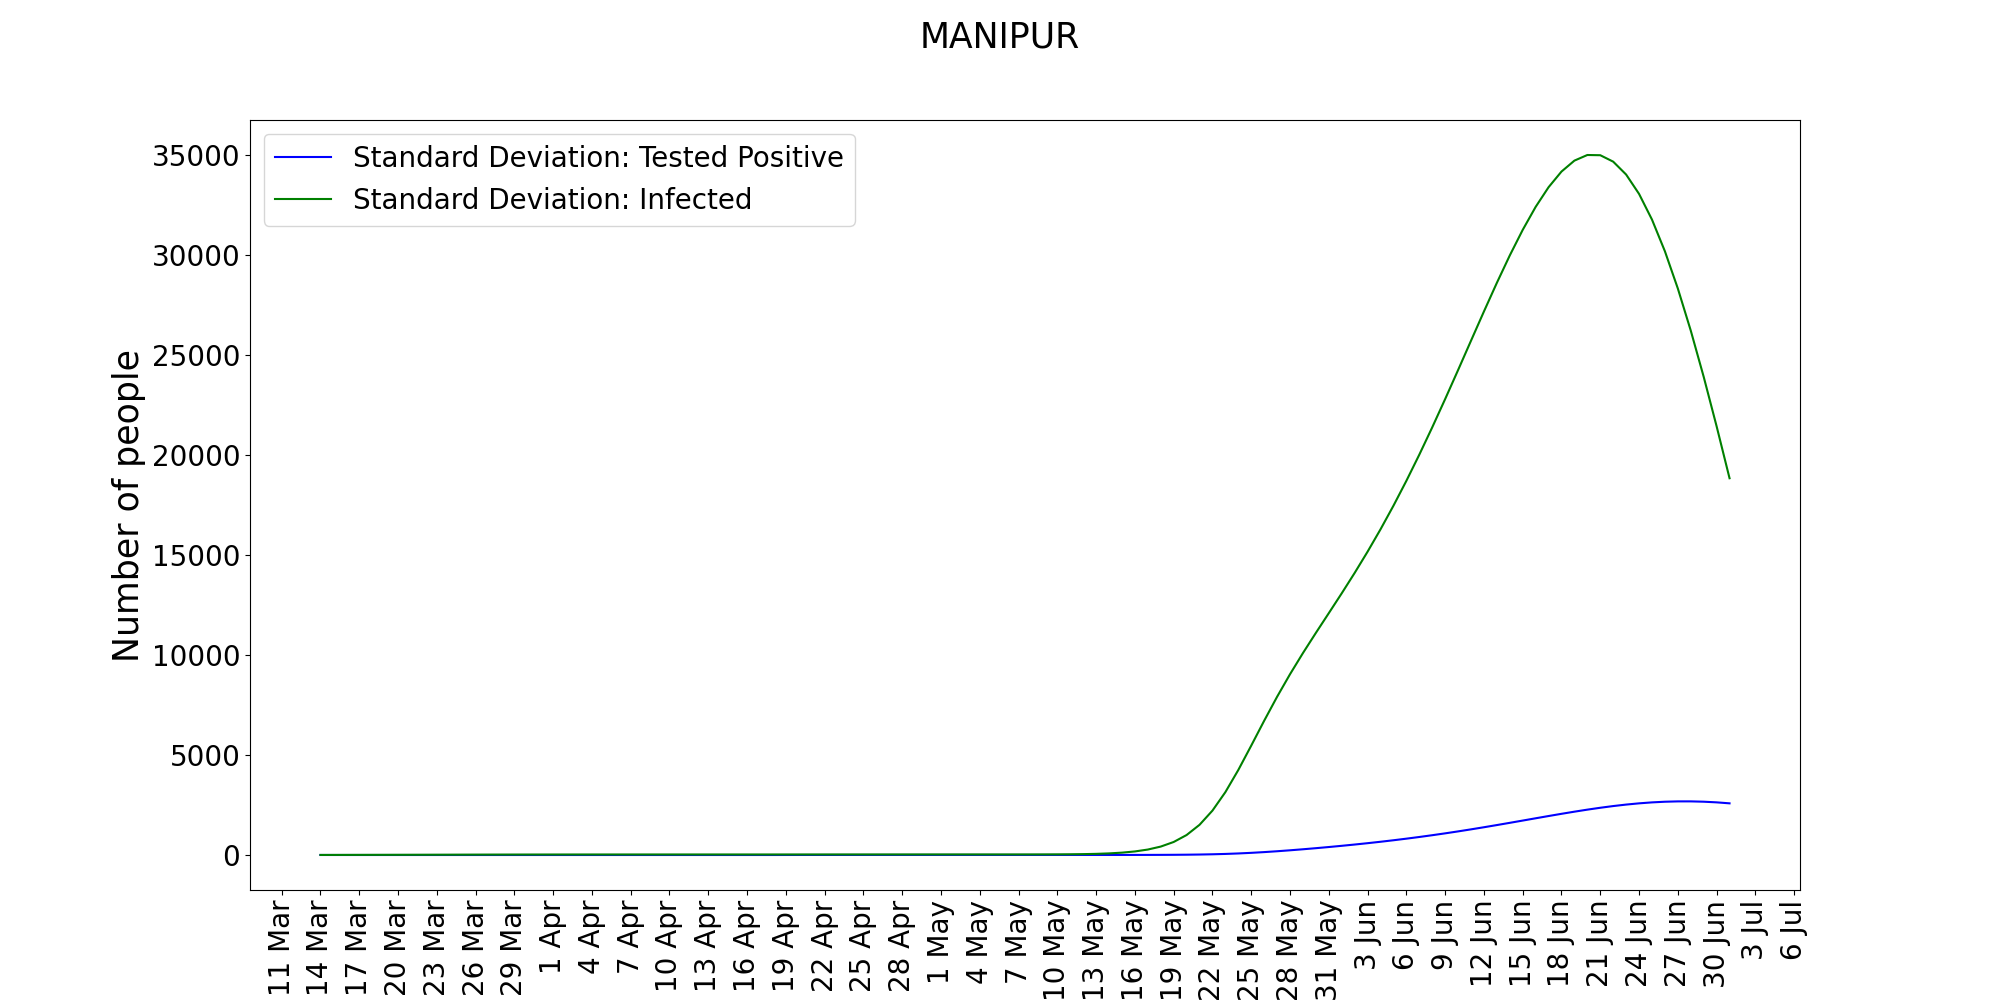 MANIPUR
Standard Deviation: Tested Positive
Standard Deviation: Infected
Number of people
35000
30000
25000
20000
15000
10000
5000
0
11 Mar
14 Mar
17 Mar
20 Mar
23 Mar
26 Mar
29 Mar
1 Apr
4 Apr
7 Apr
10 Apr
13 Apr
16 Apr
19 Apr
22 Apr
25 Apr
28 Apr
1 May
4 May
7 May
10 May
13 May
16 May
19 May
22 May
25 May
28 May
31 May
3 Jun
6 Jun
9 Jun
12 Jun
15 Jun
18 Jun
21 Jun
24 Jun
27 Jun
30 Jun
3 Jul
6 Jul